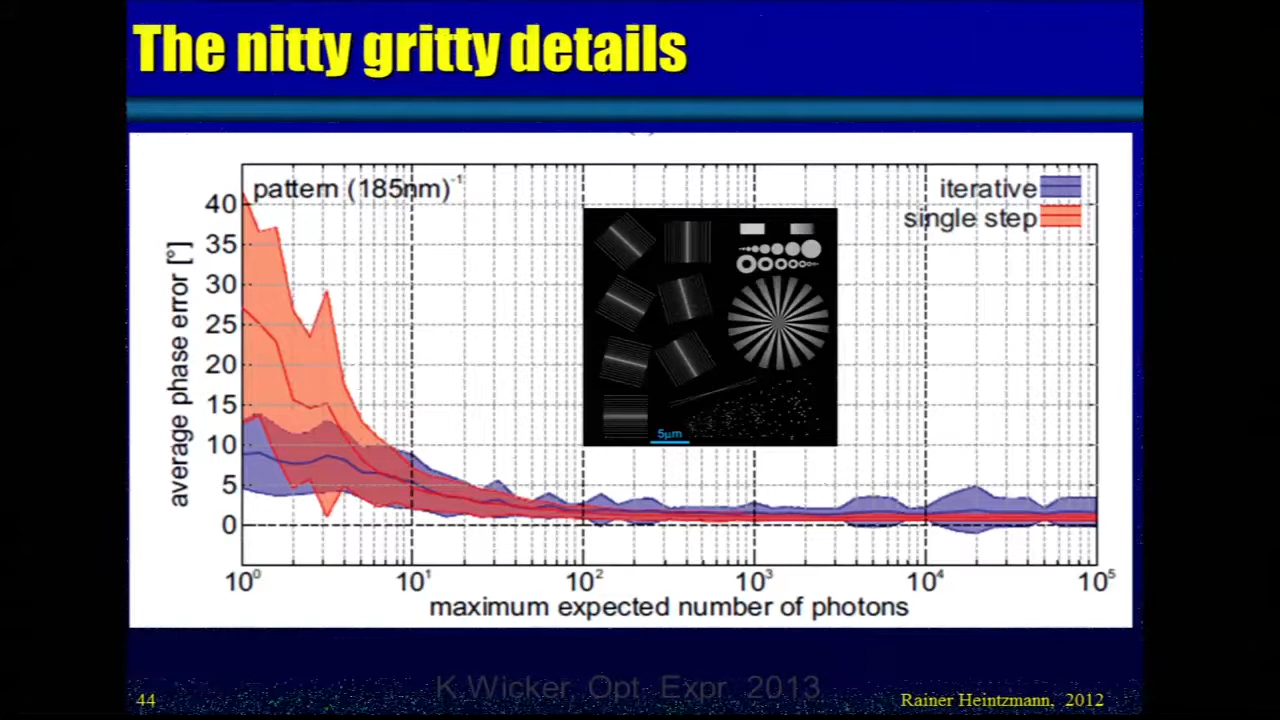 The nitty gritty details
pattern (185nm)⁻¹
iterative
single step
40
35
30
25
20
15
10
5
0
average phase error [°]
5µm
10⁰ 10¹ 10² 10³ 10⁴ 10⁵
maximum expected number of photons
K.Wicker, Opt. Expr. 2013
44
Rainer Heintzmann, 2012